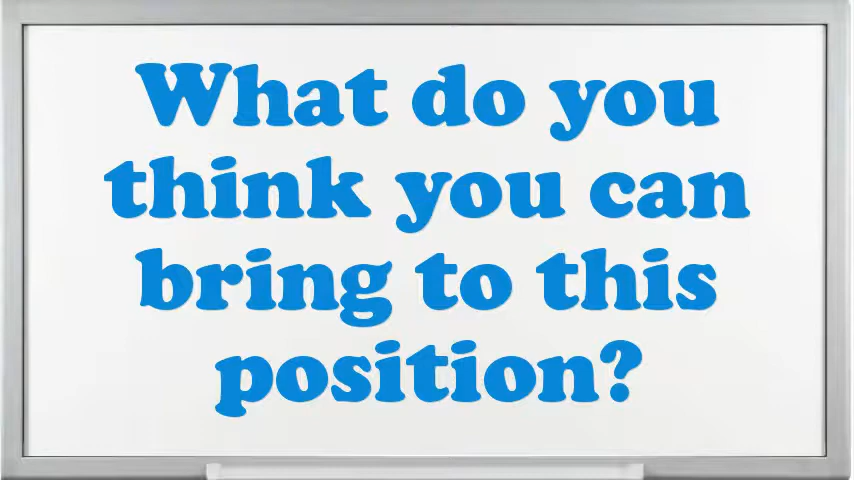 What do you
think you can
bring to this
position?